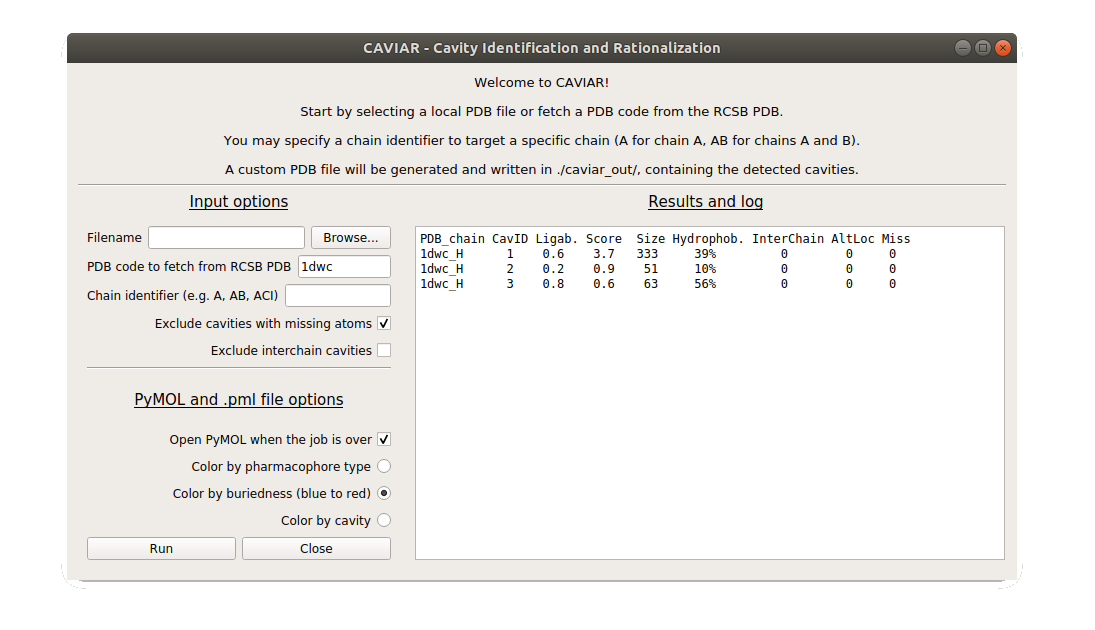 CAVIAR - Cavity Identification and Rationalization
Welcome to CAVIAR!
Start by selecting a local PDB file or fetch a PDB code from the RCSB PDB.
You may specify a chain identifier to target a specific chain (A for chain A, AB for chains A and B).
A custom PDB file will be generated and written in ./caviar_out/, containing the detected cavities.
Input options
Filename Browse...
PDB code to fetch from RCSB PDB 1dwc
Chain identifier (e.g. A, AB, ACI)
Exclude cavities with missing atoms
Exclude interchain cavities
PyMOL and .pml file options
Open PyMOL when the job is over
Color by pharmacophore type
Color by buriedness (blue to red)
Color by cavity
Run Close
Results and log
PDB_chain CavID Ligab. Score Size Hydrophob. InterChain AltLoc Miss
1dwc_H 1 0.6 3.7 333 39% 0 0 0
1dwc_H 2 0.2 0.9 51 10% 0 0 0
1dwc_H 3 0.8 0.6 63 56% 0 0 0